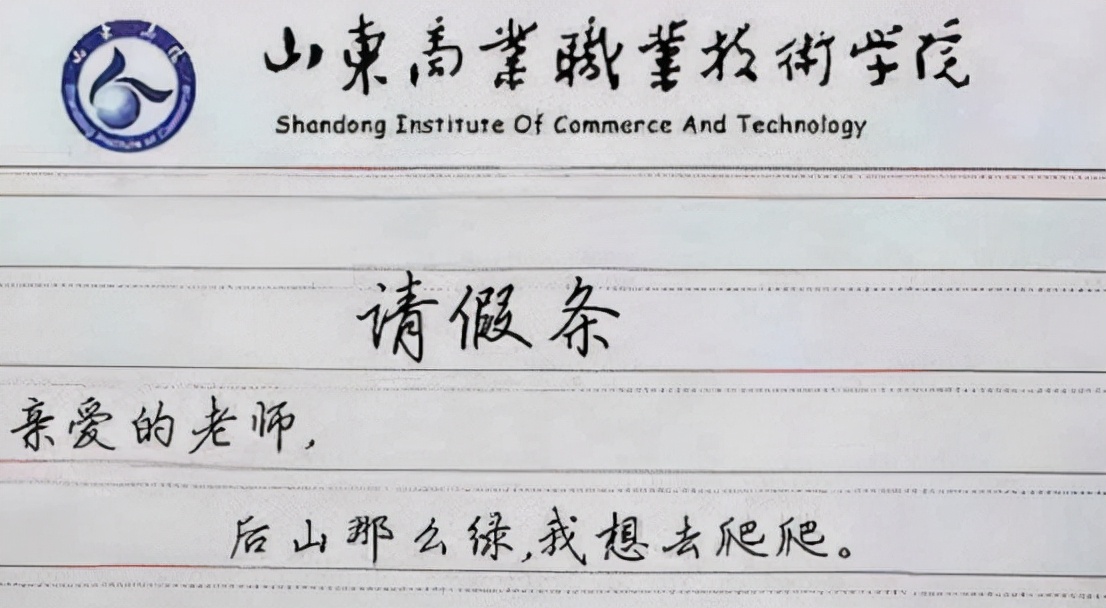 山東商業職業技術学院
Shandong Institute Of Commerce And Technology
请假条
亲爱的老师,
后山那么绿,我想去爬爬。